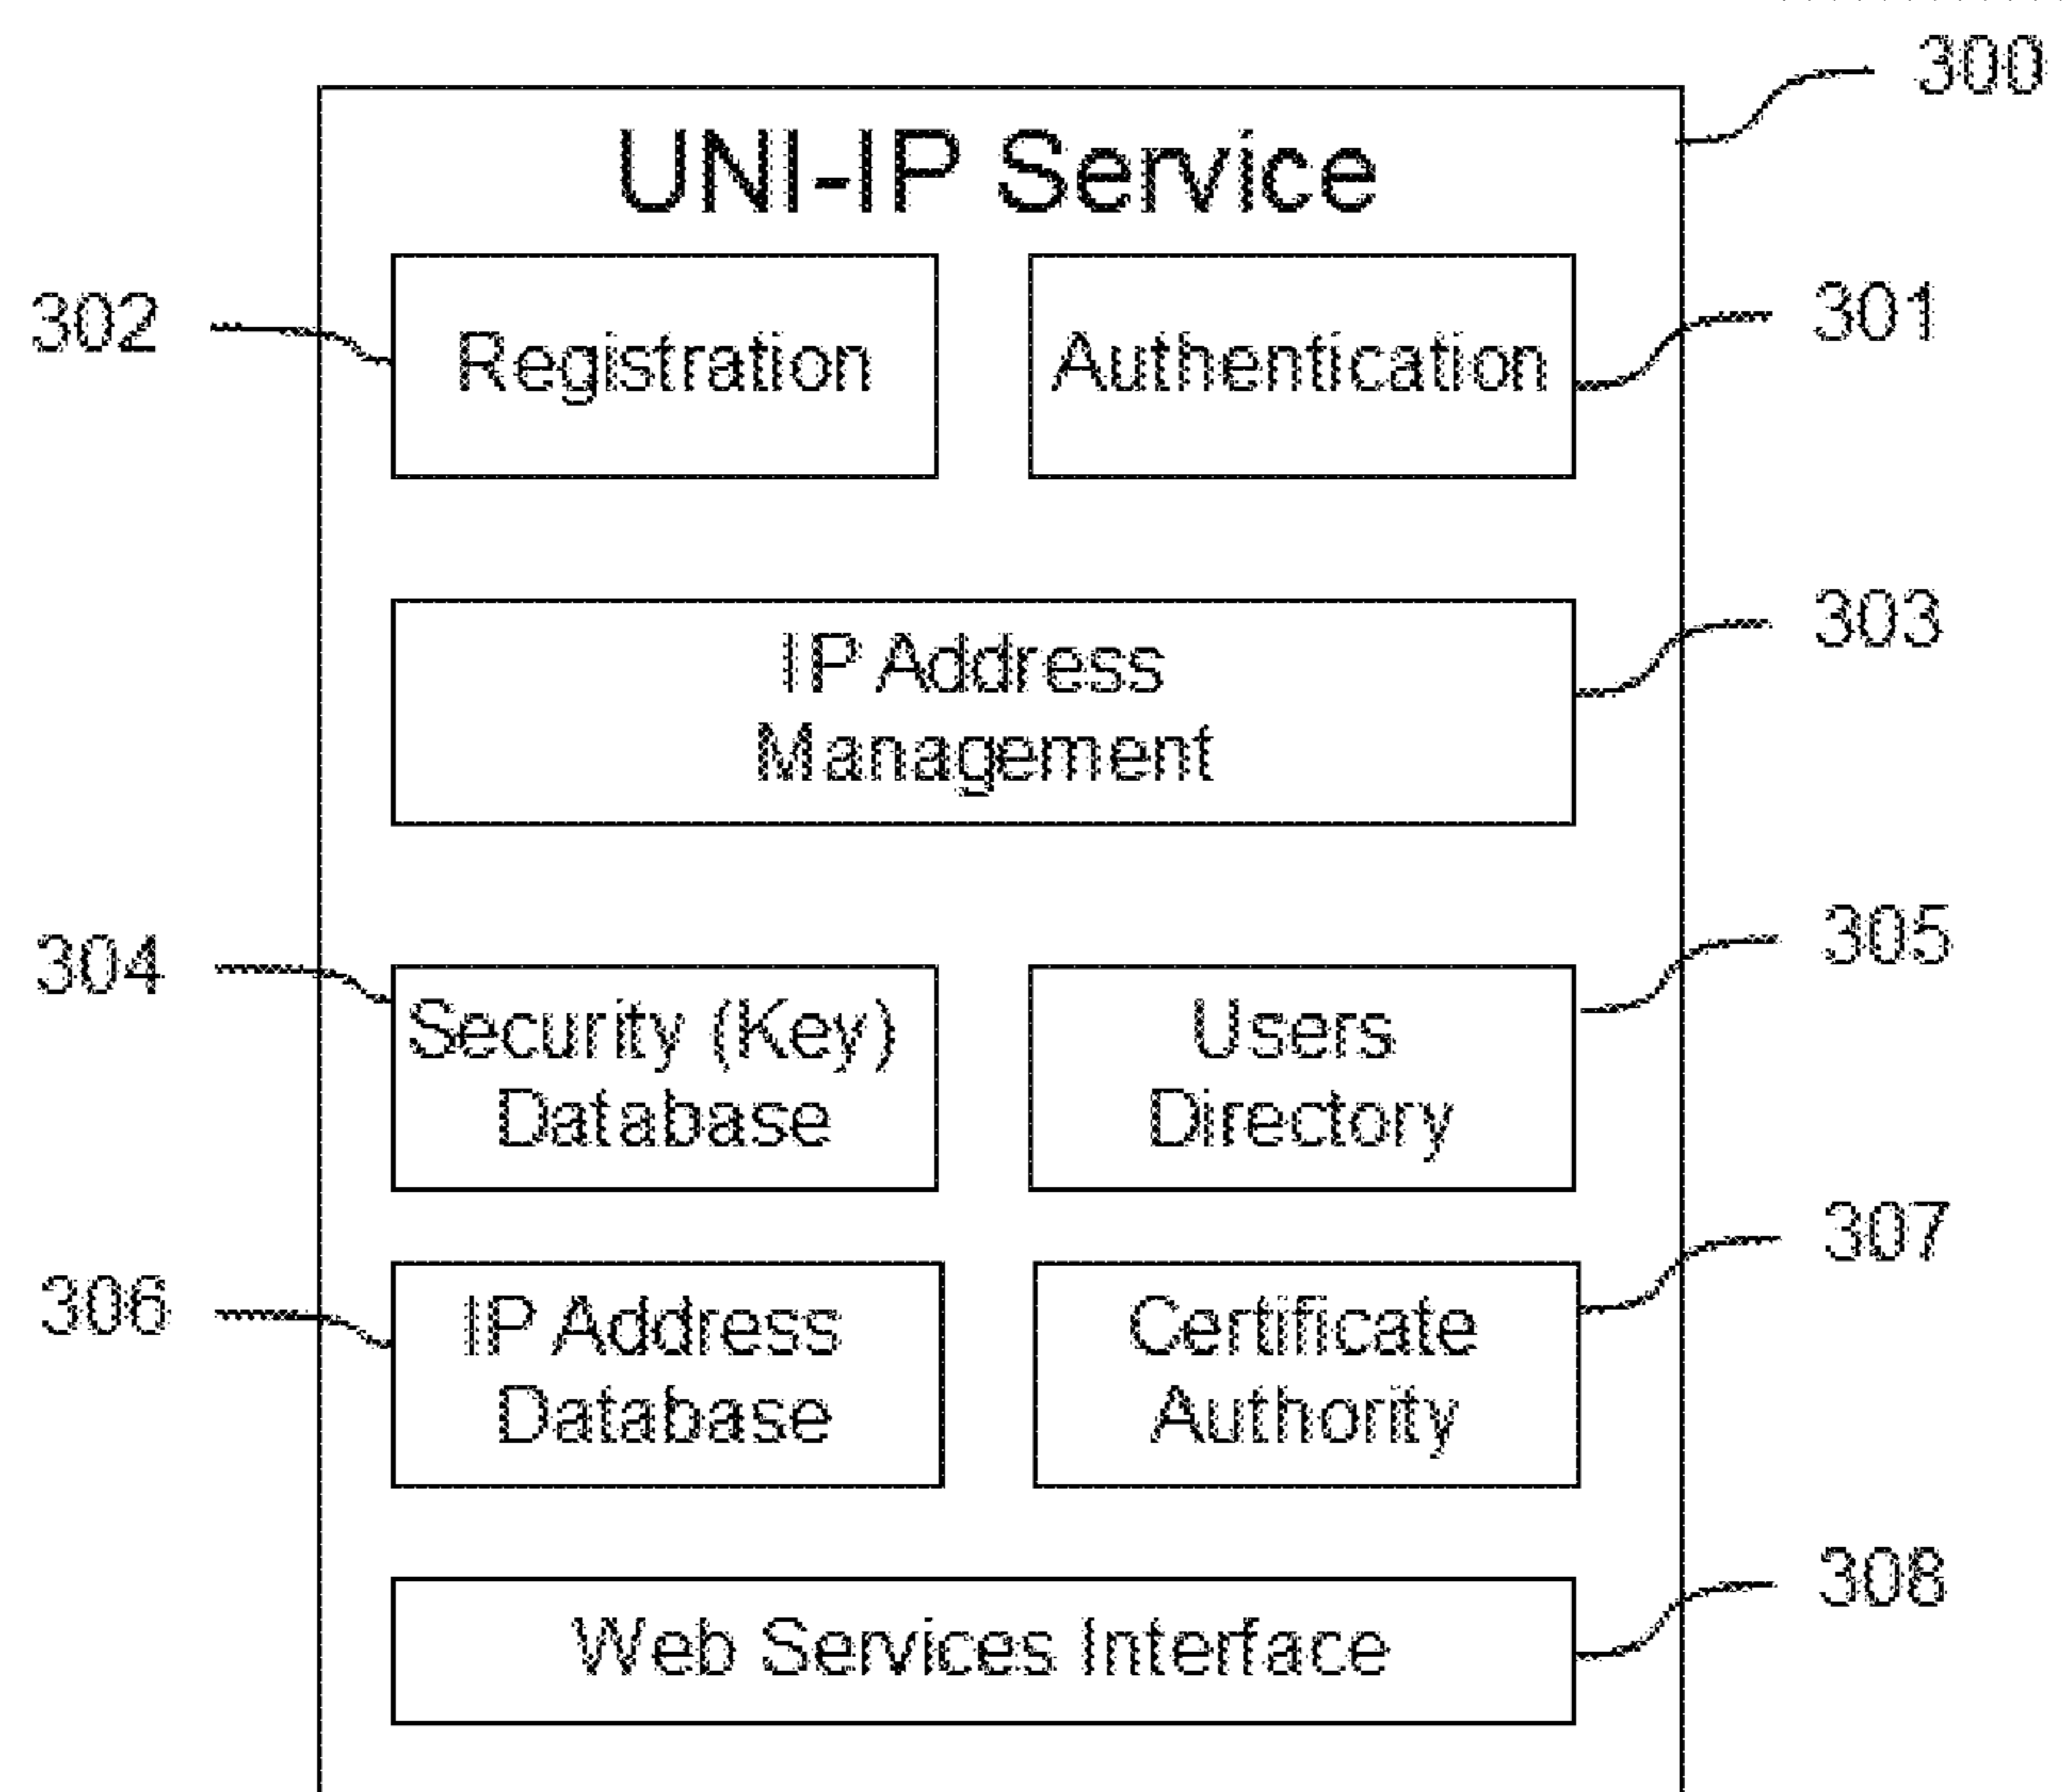 300
UNI-IP Service
302
Registration
Authentication
301
IP Address
Management
303
304
Security (Key)
Database
Users
Directory
305
306
IP Address
Database
Certificate
Authority
307
Web Services Interface
308